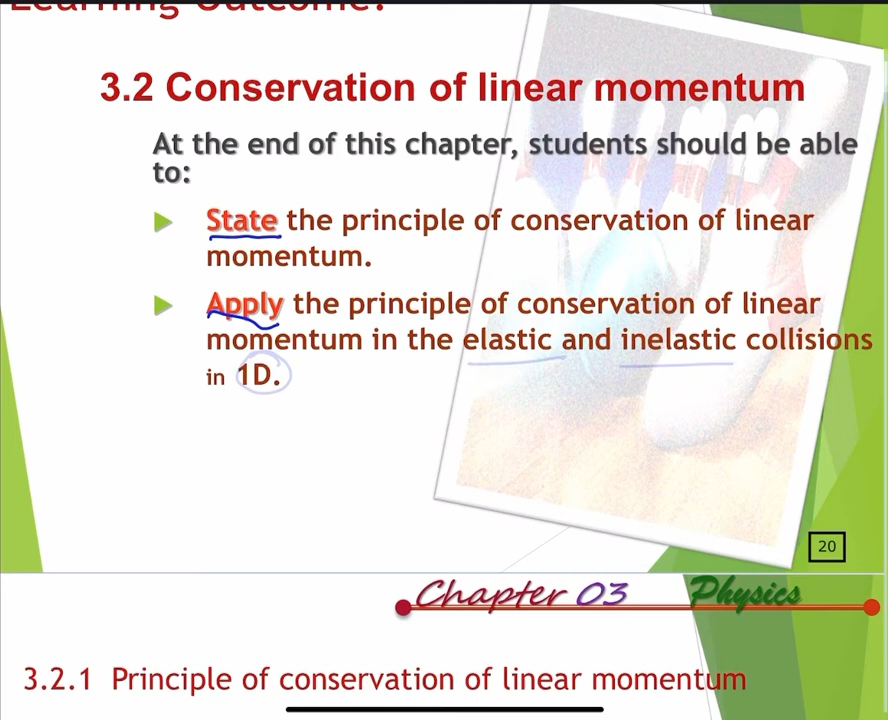 Learning Outcome:
3.2 Conservation of linear momentum
At the end of this chapter, students should be able
to:
State the principle of conservation of linear
momentum.
Apply the principle of conservation of linear
momentum in the elastic and inelastic collisions
in 1D.
20
Chapter 03 Physics
3.2.1 Principle of conservation of linear momentum